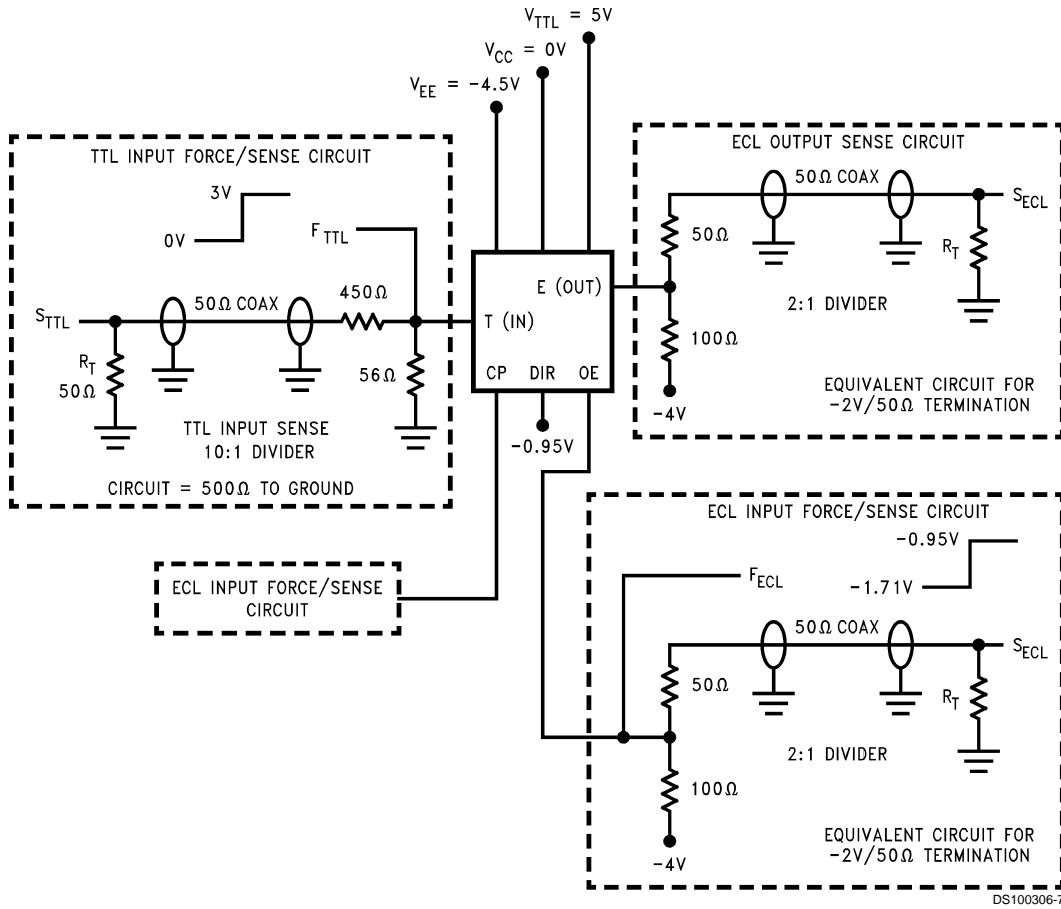 V_TTL = 5V
V_CC = 0V
V_EE = -4.5V
TTL INPUT FORCE/SENSE CIRCUIT
3V
0V
F_TTL
S_TTL
50Ω COAX
450Ω
R_T
50Ω
56Ω
TTL INPUT SENSE
10:1 DIVIDER
CIRCUIT = 500Ω TO GROUND
E (OUT)
T (IN)
CP DIR OE
-0.95V
ECL OUTPUT SENSE CIRCUIT
50Ω COAX
S_ECL
50Ω
R_T
2:1 DIVIDER
100Ω
-4V
EQUIVALENT CIRCUIT FOR
-2V/50Ω TERMINATION
ECL INPUT FORCE/SENSE
CIRCUIT
ECL INPUT FORCE/SENSE CIRCUIT
-0.95V
-1.71V
F_ECL
50Ω COAX
S_ECL
50Ω
R_T
2:1 DIVIDER
100Ω
-4V
EQUIVALENT CIRCUIT FOR
-2V/50Ω TERMINATION